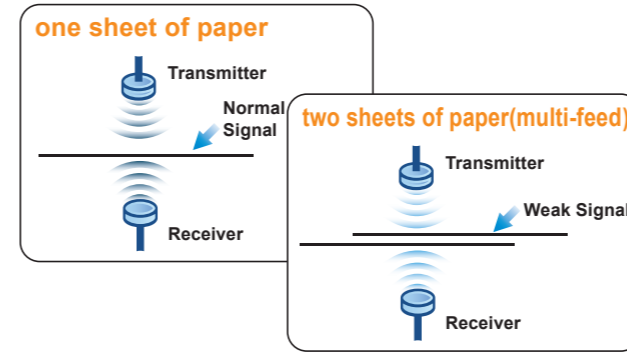 one sheet of paper
Transmitter
Normal
Signal
Receiver
two sheets of paper(multi-feed)
Transmitter
Weak Signal
Receiver